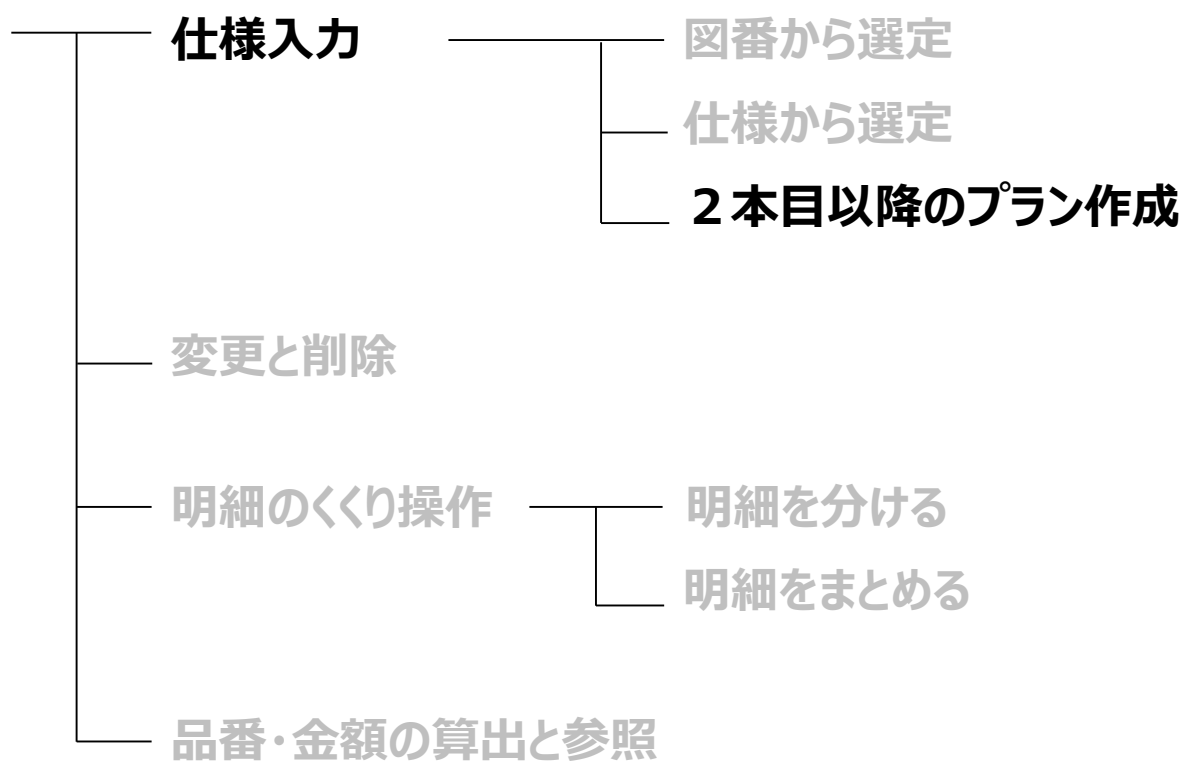 仕様入力
図番から選定
仕様から選定
２本目以降のプラン作成
変更と削除
明細のくくり操作
明細を分ける
明細をまとめる
品番・金額の算出と参照